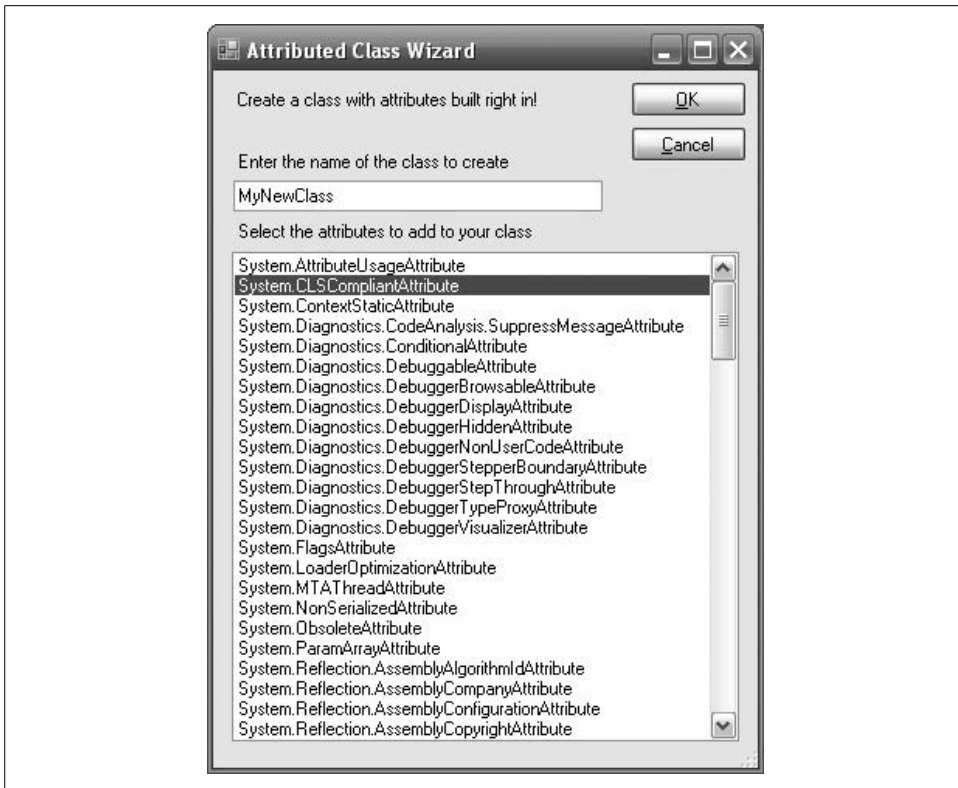 Attributed Class Wizard
Create a class with attributes built right in!
OK
Cancel
Enter the name of the class to create
MyNewClass
Select the attributes to add to your class
System.AttributeUsageAttribute
System.CLSCompliantAttribute
System.ContextStaticAttribute
System.Diagnostics.CodeAnalysis.SuppressMessageAttribute
System.Diagnostics.ConditionalAttribute
System.Diagnostics.DebuggableAttribute
System.Diagnostics.DebuggerBrowsableAttribute
System.Diagnostics.DebuggerDisplayAttribute
System.Diagnostics.DebuggerHiddenAttribute
System.Diagnostics.DebuggerNonUserCodeAttribute
System.Diagnostics.DebuggerStepperBoundaryAttribute
System.Diagnostics.DebuggerStepThroughAttribute
System.Diagnostics.DebuggerTypeProxyAttribute
System.Diagnostics.DebuggerVisualizerAttribute
System.FlagsAttribute
System.LoaderOptimizationAttribute
System.MTAThreadAttribute
System.NonSerializedAttribute
System.ObsoleteAttribute
System.ParamArrayAttribute
System.Reflection.AssemblyAlgorithmIdAttribute
System.Reflection.AssemblyCompanyAttribute
System.Reflection.AssemblyConfigurationAttribute
System.Reflection.AssemblyCopyrightAttribute